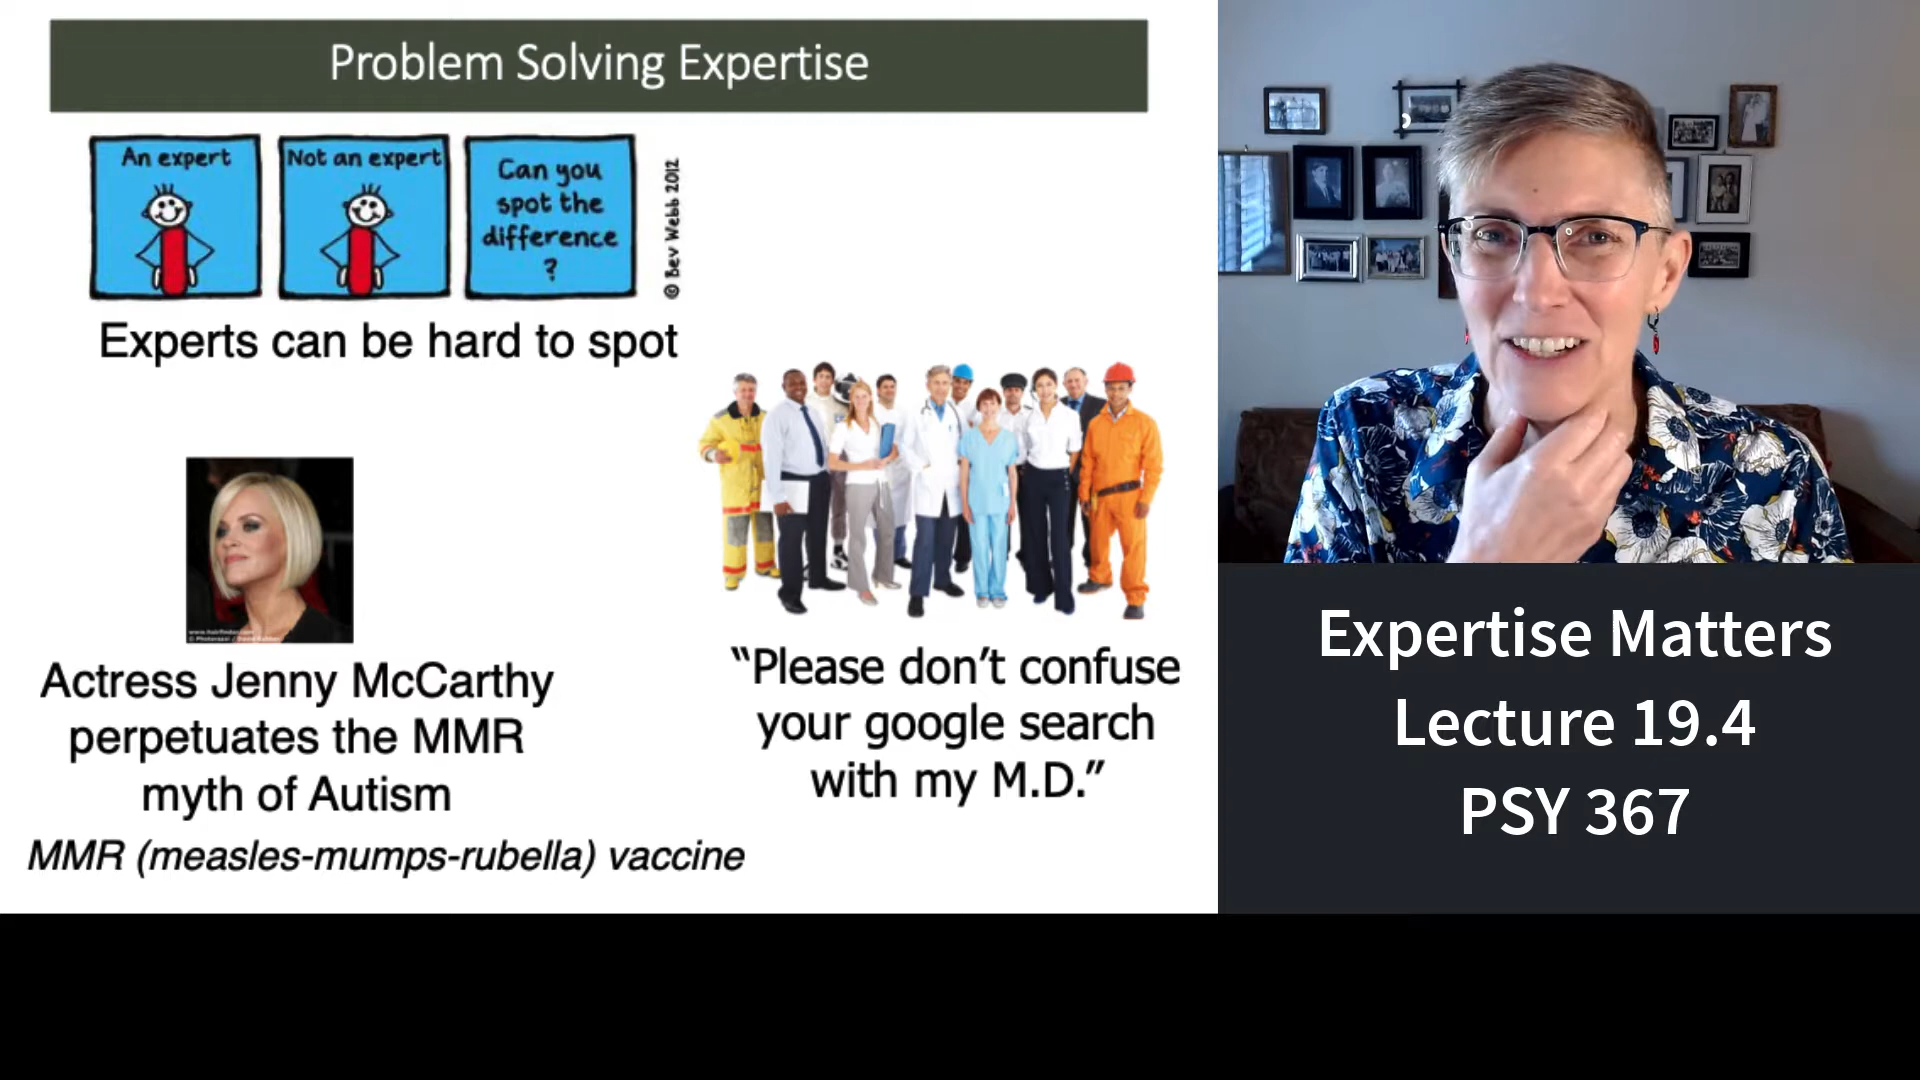 Problem Solving Expertise
An expert
Not an expert
Can you
spot the
difference
?
© Bev Webb 2012
Experts can be hard to spot
Actress Jenny McCarthy
perpetuates the MMR
myth of Autism
MMR (measles-mumps-rubella) vaccine
“Please don’t confuse
your google search
with my M.D.”
Expertise Matters
Lecture 19.4
PSY 367